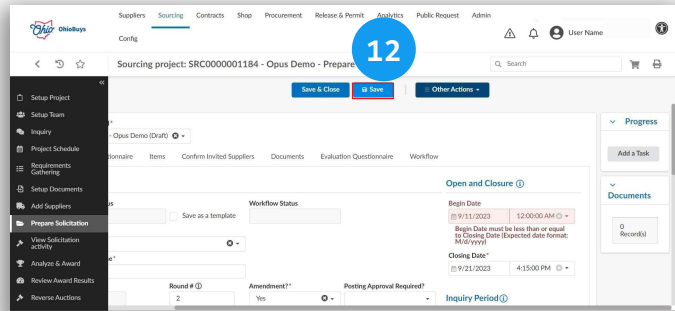 Suppliers Sourcing Contracts Shop Procurement Release & Permit Analytics Public Request Admin
Ohio OhioBuys
Config
User Name
12
Sourcing project: SRC0000001184 - Opus Demo - Prepare
Search
Save & Close Save Other Actions
Setup Project
Setup Team
Inquiry
Project Schedule
Requirements
Gathering
Setup Documents
Add Suppliers
Prepare Solicitation
View Solicitation
activity
Analyze & Award
Review Award Results
Reverse Auctions
- Opus Demo (Draft)
Items Confirm Invited Suppliers Documents Evaluation Questionnaire Workflow
Workflow Status
Save as a template
Round # Amendment?* Posting Approval Required?
2 Yes
Open and Closure
Begin Date
9/11/2023 12:00:00 AM
Begin Date must be less than or equal
to Closing Date (Expected date format:
M/d/yyyy)
Closing Date*
9/21/2023 4:15:00 PM
Inquiry Period
Progress
Add a Task
Documents
0
Record(s)